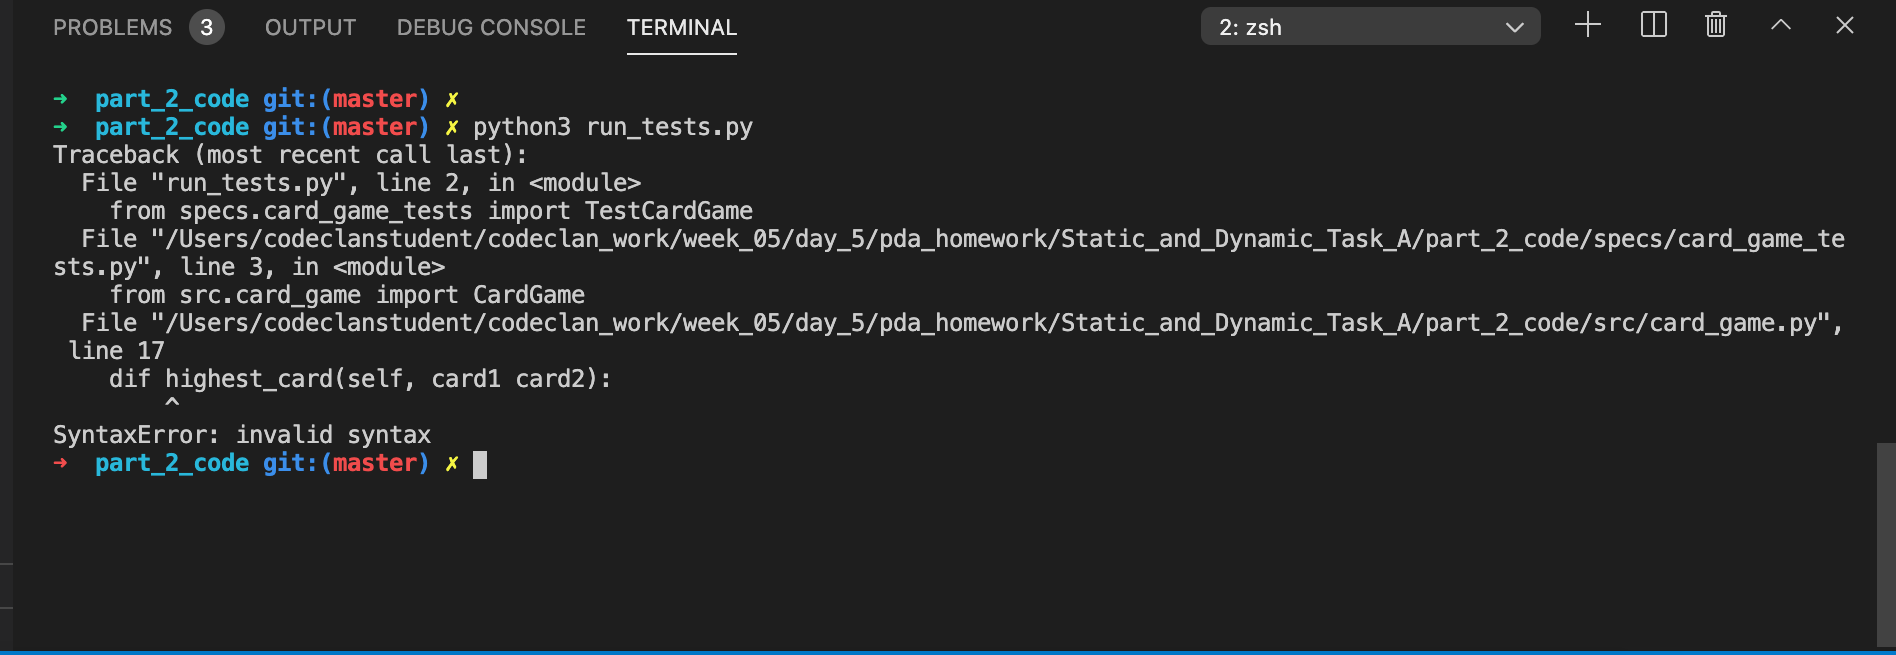 PROBLEMS 3 OUTPUT DEBUG CONSOLE TERMINAL 2: zsh
➜ part_2_code git:(master) ✗
➜ part_2_code git:(master) ✗ python3 run_tests.py
Traceback (most recent call last):
  File "run_tests.py", line 2, in <module>
    from specs.card_game_tests import TestCardGame
  File "/Users/codeclanstudent/codeclan_work/week_05/day_5/pda_homework/Static_and_Dynamic_Task_A/part_2_code/specs/card_game_te
sts.py", line 3, in <module>
    from src.card_game import CardGame
  File "/Users/codeclanstudent/codeclan_work/week_05/day_5/pda_homework/Static_and_Dynamic_Task_A/part_2_code/src/card_game.py",
 line 17
    dif highest_card(self, card1 card2):
        ^
SyntaxError: invalid syntax
➜ part_2_code git:(master) ✗